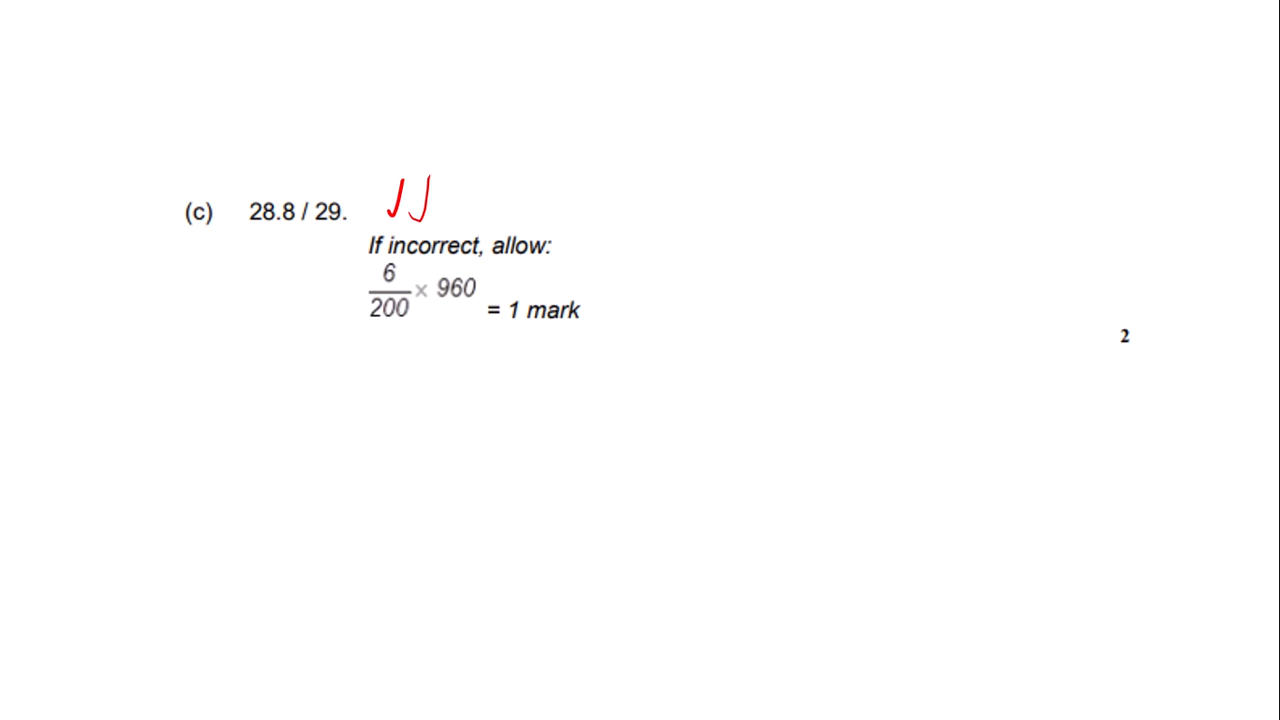 (c) 28.8 / 29.
If incorrect, allow:
6
200 × 960 = 1 mark
2